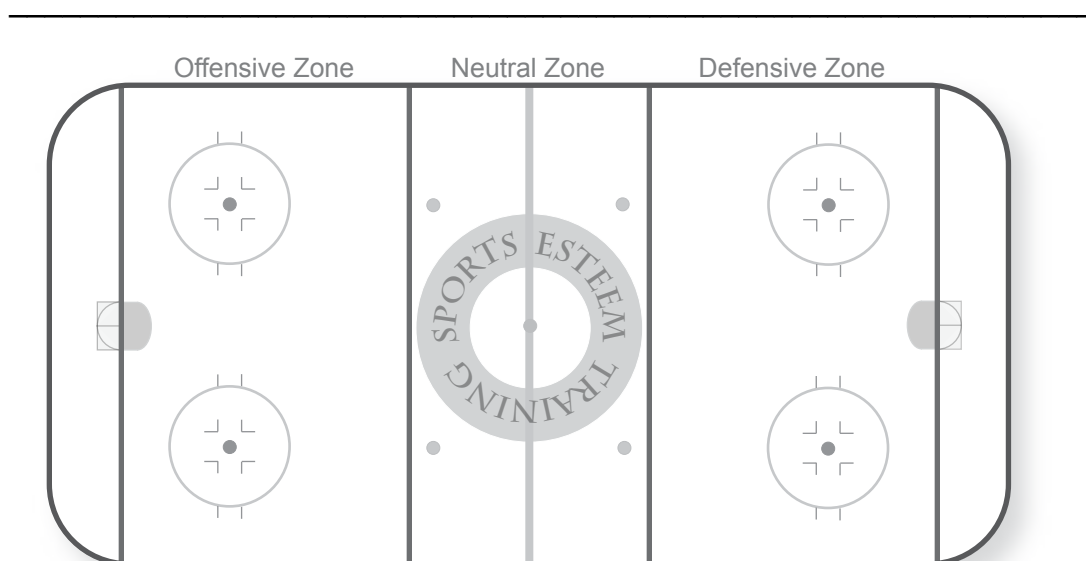 Offensive Zone Neutral Zone Defensive Zone
SPORTS ESTEEM TRAINING